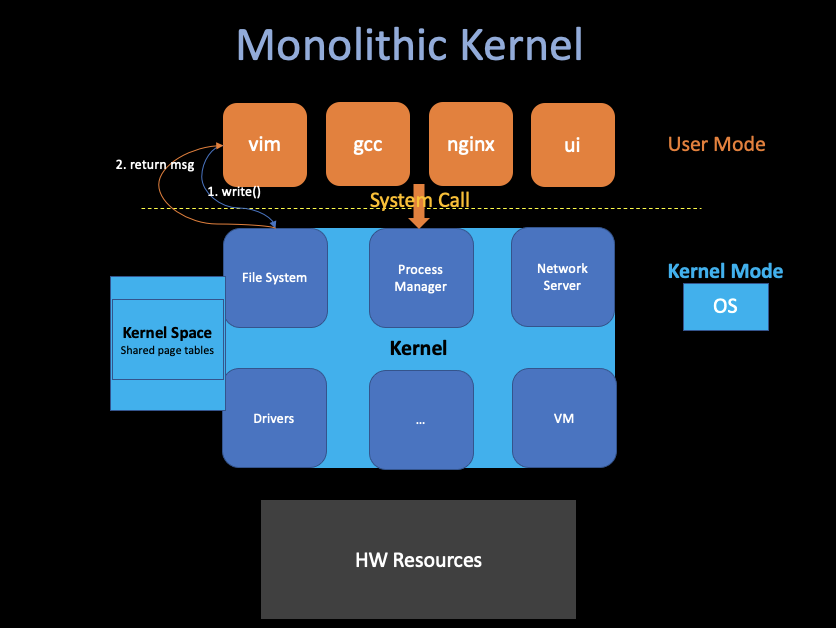 Monolithic Kernel
vim
gcc
nginx
ui
User Mode
2. return msg
1. write()
System Call
File System
Process
Manager
Network
Server
Kernel Mode
OS
Kernel Space
Shared page tables
Kernel
Drivers
...
VM
HW Resources